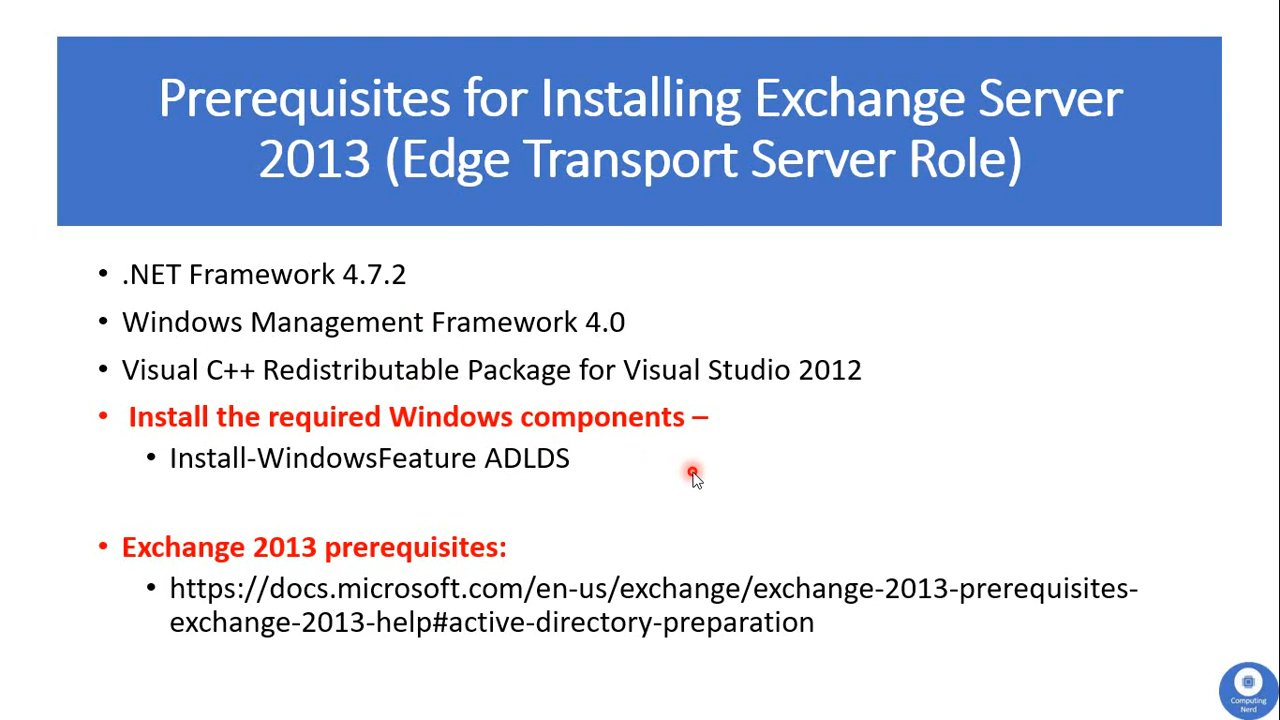 Prerequisites for Installing Exchange Server
2013 (Edge Transport Server Role)
• .NET Framework 4.7.2
• Windows Management Framework 4.0
• Visual C++ Redistributable Package for Visual Studio 2012
• Install the required Windows components –
• Install-WindowsFeature ADLDS
• Exchange 2013 prerequisites:
• https://docs.microsoft.com/en-us/exchange/exchange-2013-prerequisites-
exchange-2013-help#active-directory-preparation
Computing
Nerd